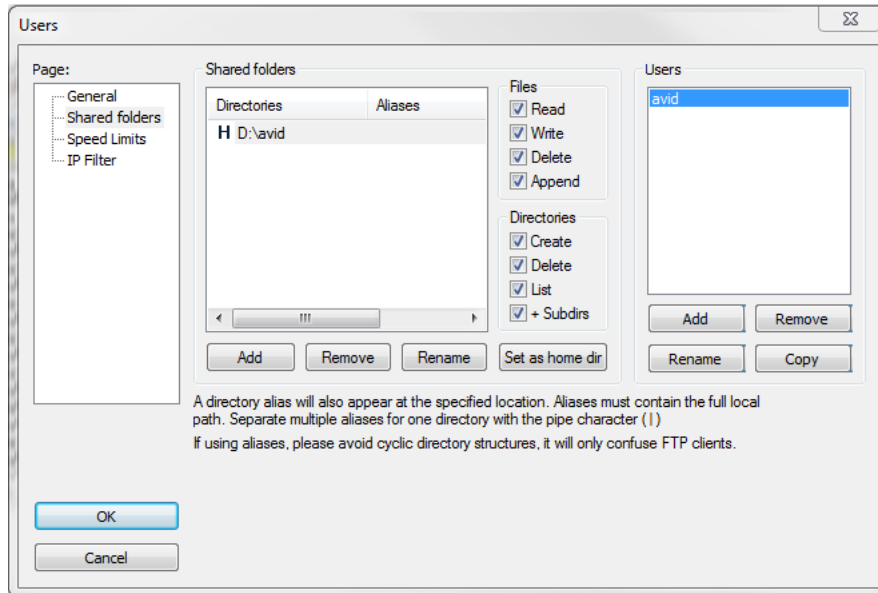 Users
Page:
General
Shared folders
Speed Limits
IP Filter
Shared folders
Directories Aliases
H D:\avid
Files
Read
Write
Delete
Append
Directories
Create
Delete
List
+ Subdirs
Add Remove Rename Set as home dir
Users
avid
Add Remove
Rename Copy
A directory alias will also appear at the specified location. Aliases must contain the full local
path. Separate multiple aliases for one directory with the pipe character (|)
If using aliases, please avoid cyclic directory structures, it will only confuse FTP clients.
OK
Cancel